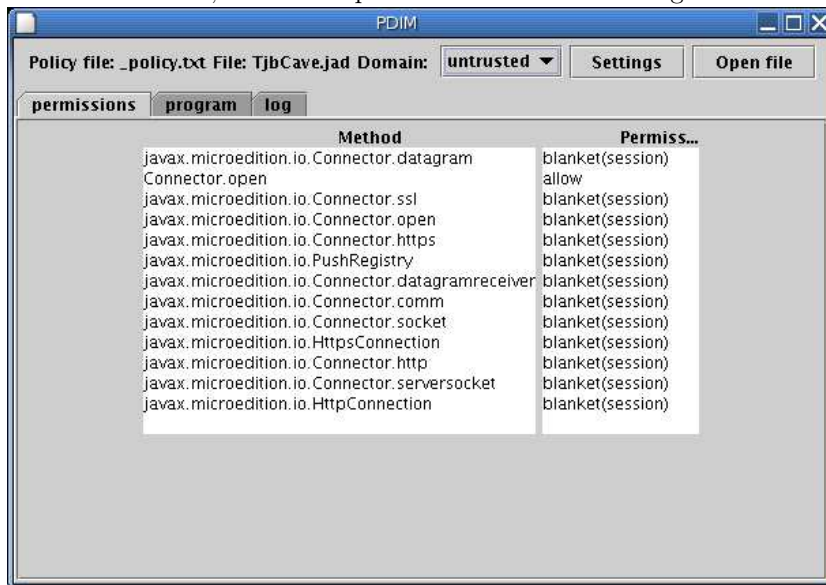 PDIM
Policy file: _policy.txt File: TjbCave.jad Domain: untrusted Settings Open file
permissions program log
Method Permiss...
javax.microedition.io.Connector.datagram blanket(session)
Connector.open allow
javax.microedition.io.Connector.ssl blanket(session)
javax.microedition.io.Connector.open blanket(session)
javax.microedition.io.Connector.https blanket(session)
javax.microedition.io.PushRegistry blanket(session)
javax.microedition.io.Connector.datagramreceiver blanket(session)
javax.microedition.io.Connector.comm blanket(session)
javax.microedition.io.Connector.socket blanket(session)
javax.microedition.io.HttpsConnection blanket(session)
javax.microedition.io.Connector.http blanket(session)
javax.microedition.io.Connector.serversocket blanket(session)
javax.microedition.io.HttpConnection blanket(session)